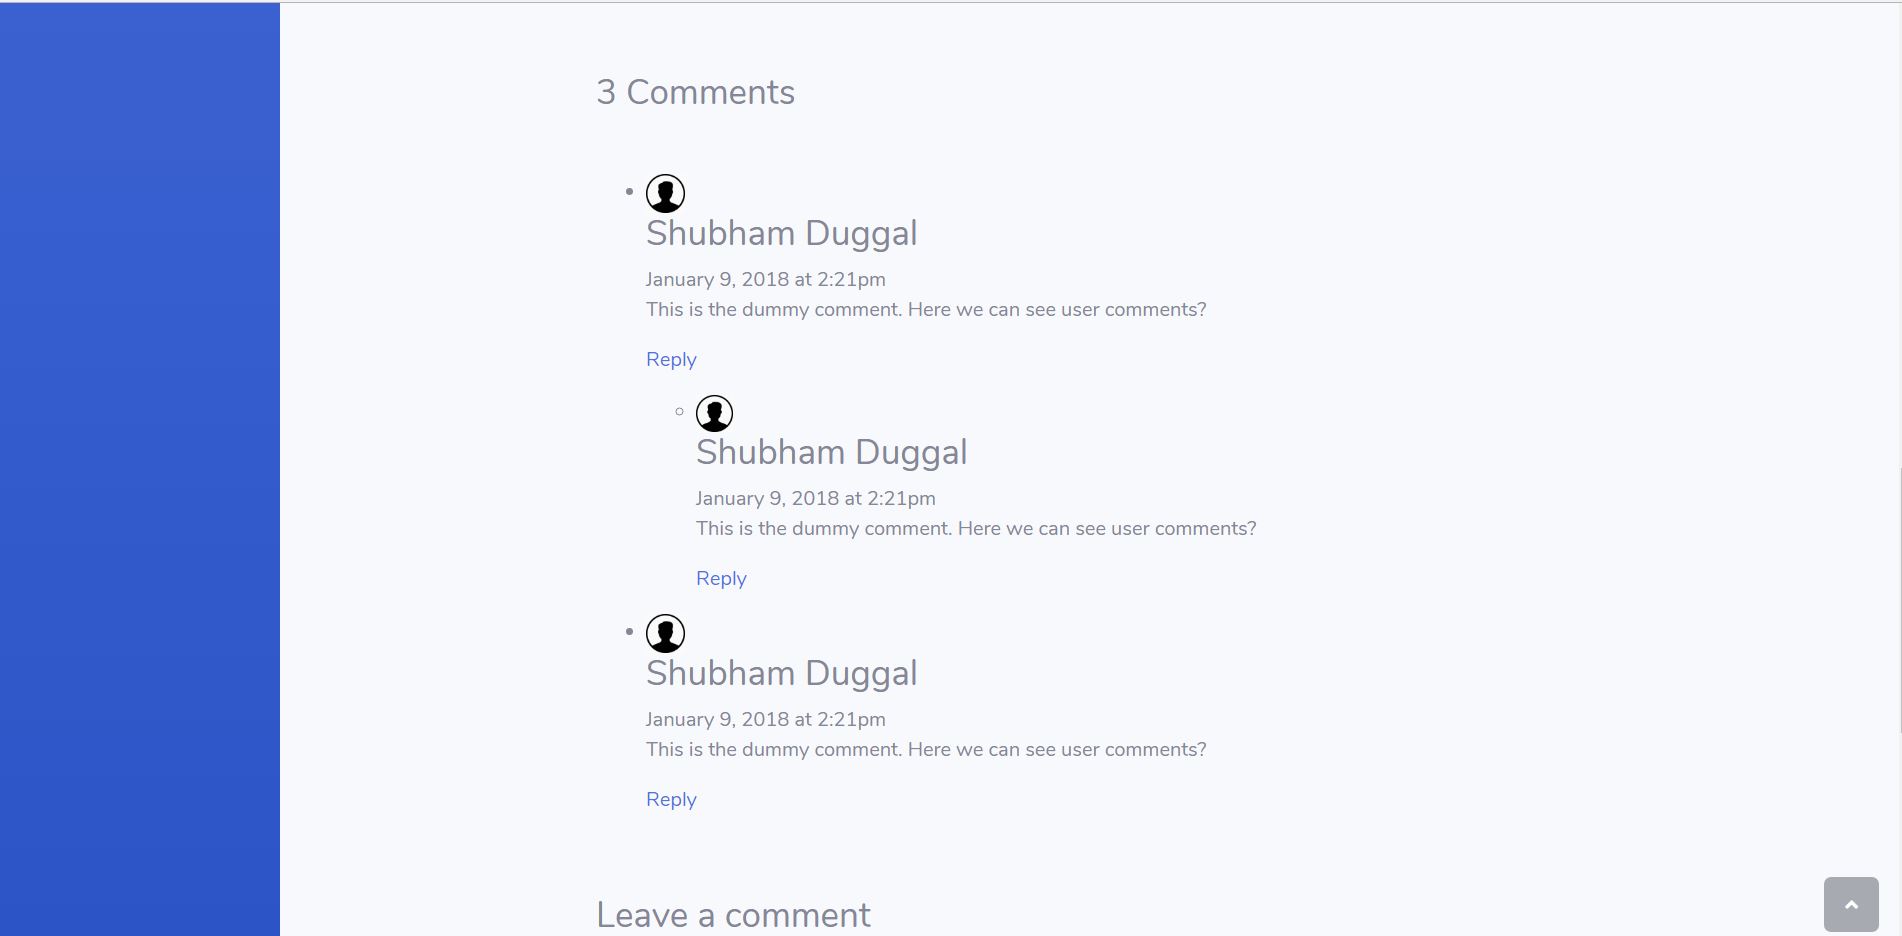 3 Comments
Shubham Duggal
January 9, 2018 at 2:21pm
This is the dummy comment. Here we can see user comments?
Reply
Shubham Duggal
January 9, 2018 at 2:21pm
This is the dummy comment. Here we can see user comments?
Reply
Shubham Duggal
January 9, 2018 at 2:21pm
This is the dummy comment. Here we can see user comments?
Reply
Leave a comment